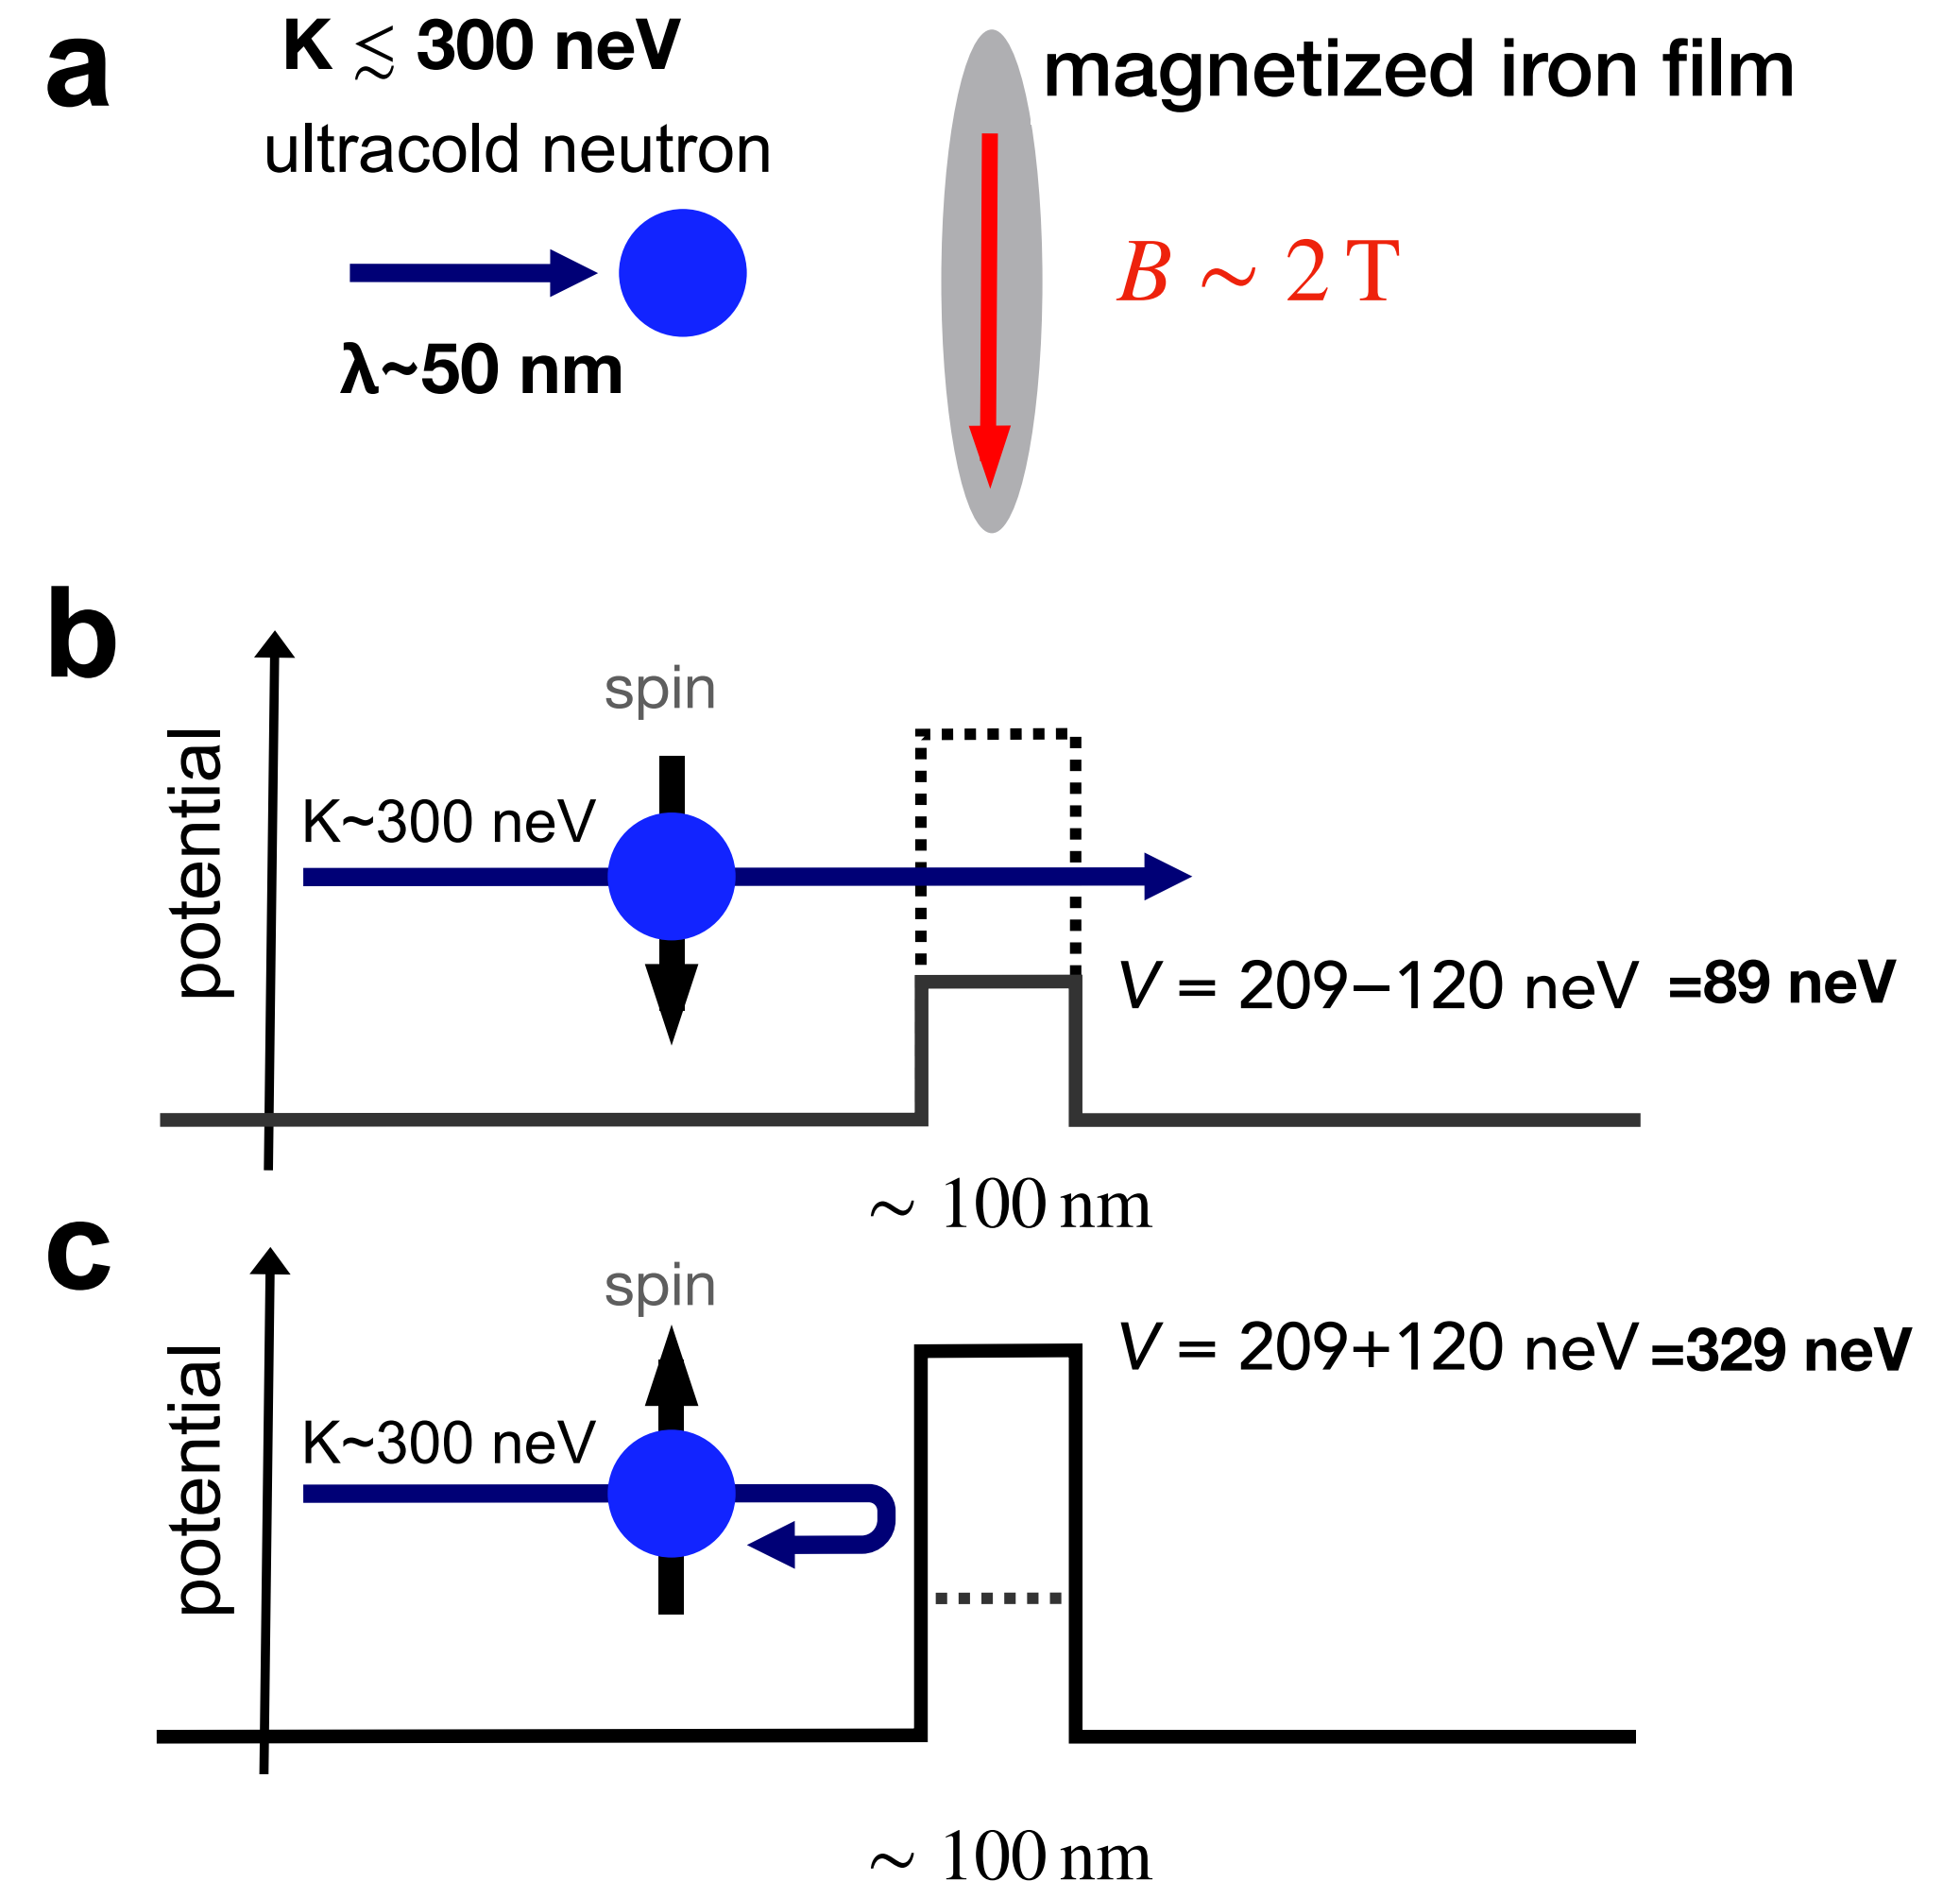 a
K ≲ 300 neV
ultracold neutron
λ~50 nm
magnetized iron film
B ∼ 2 T
b
potential
spin
K~300 neV
V = 209−120 neV =89 neV
∼ 100 nm
c
potential
spin
K~300 neV
V = 209+120 neV =329 neV
∼ 100 nm